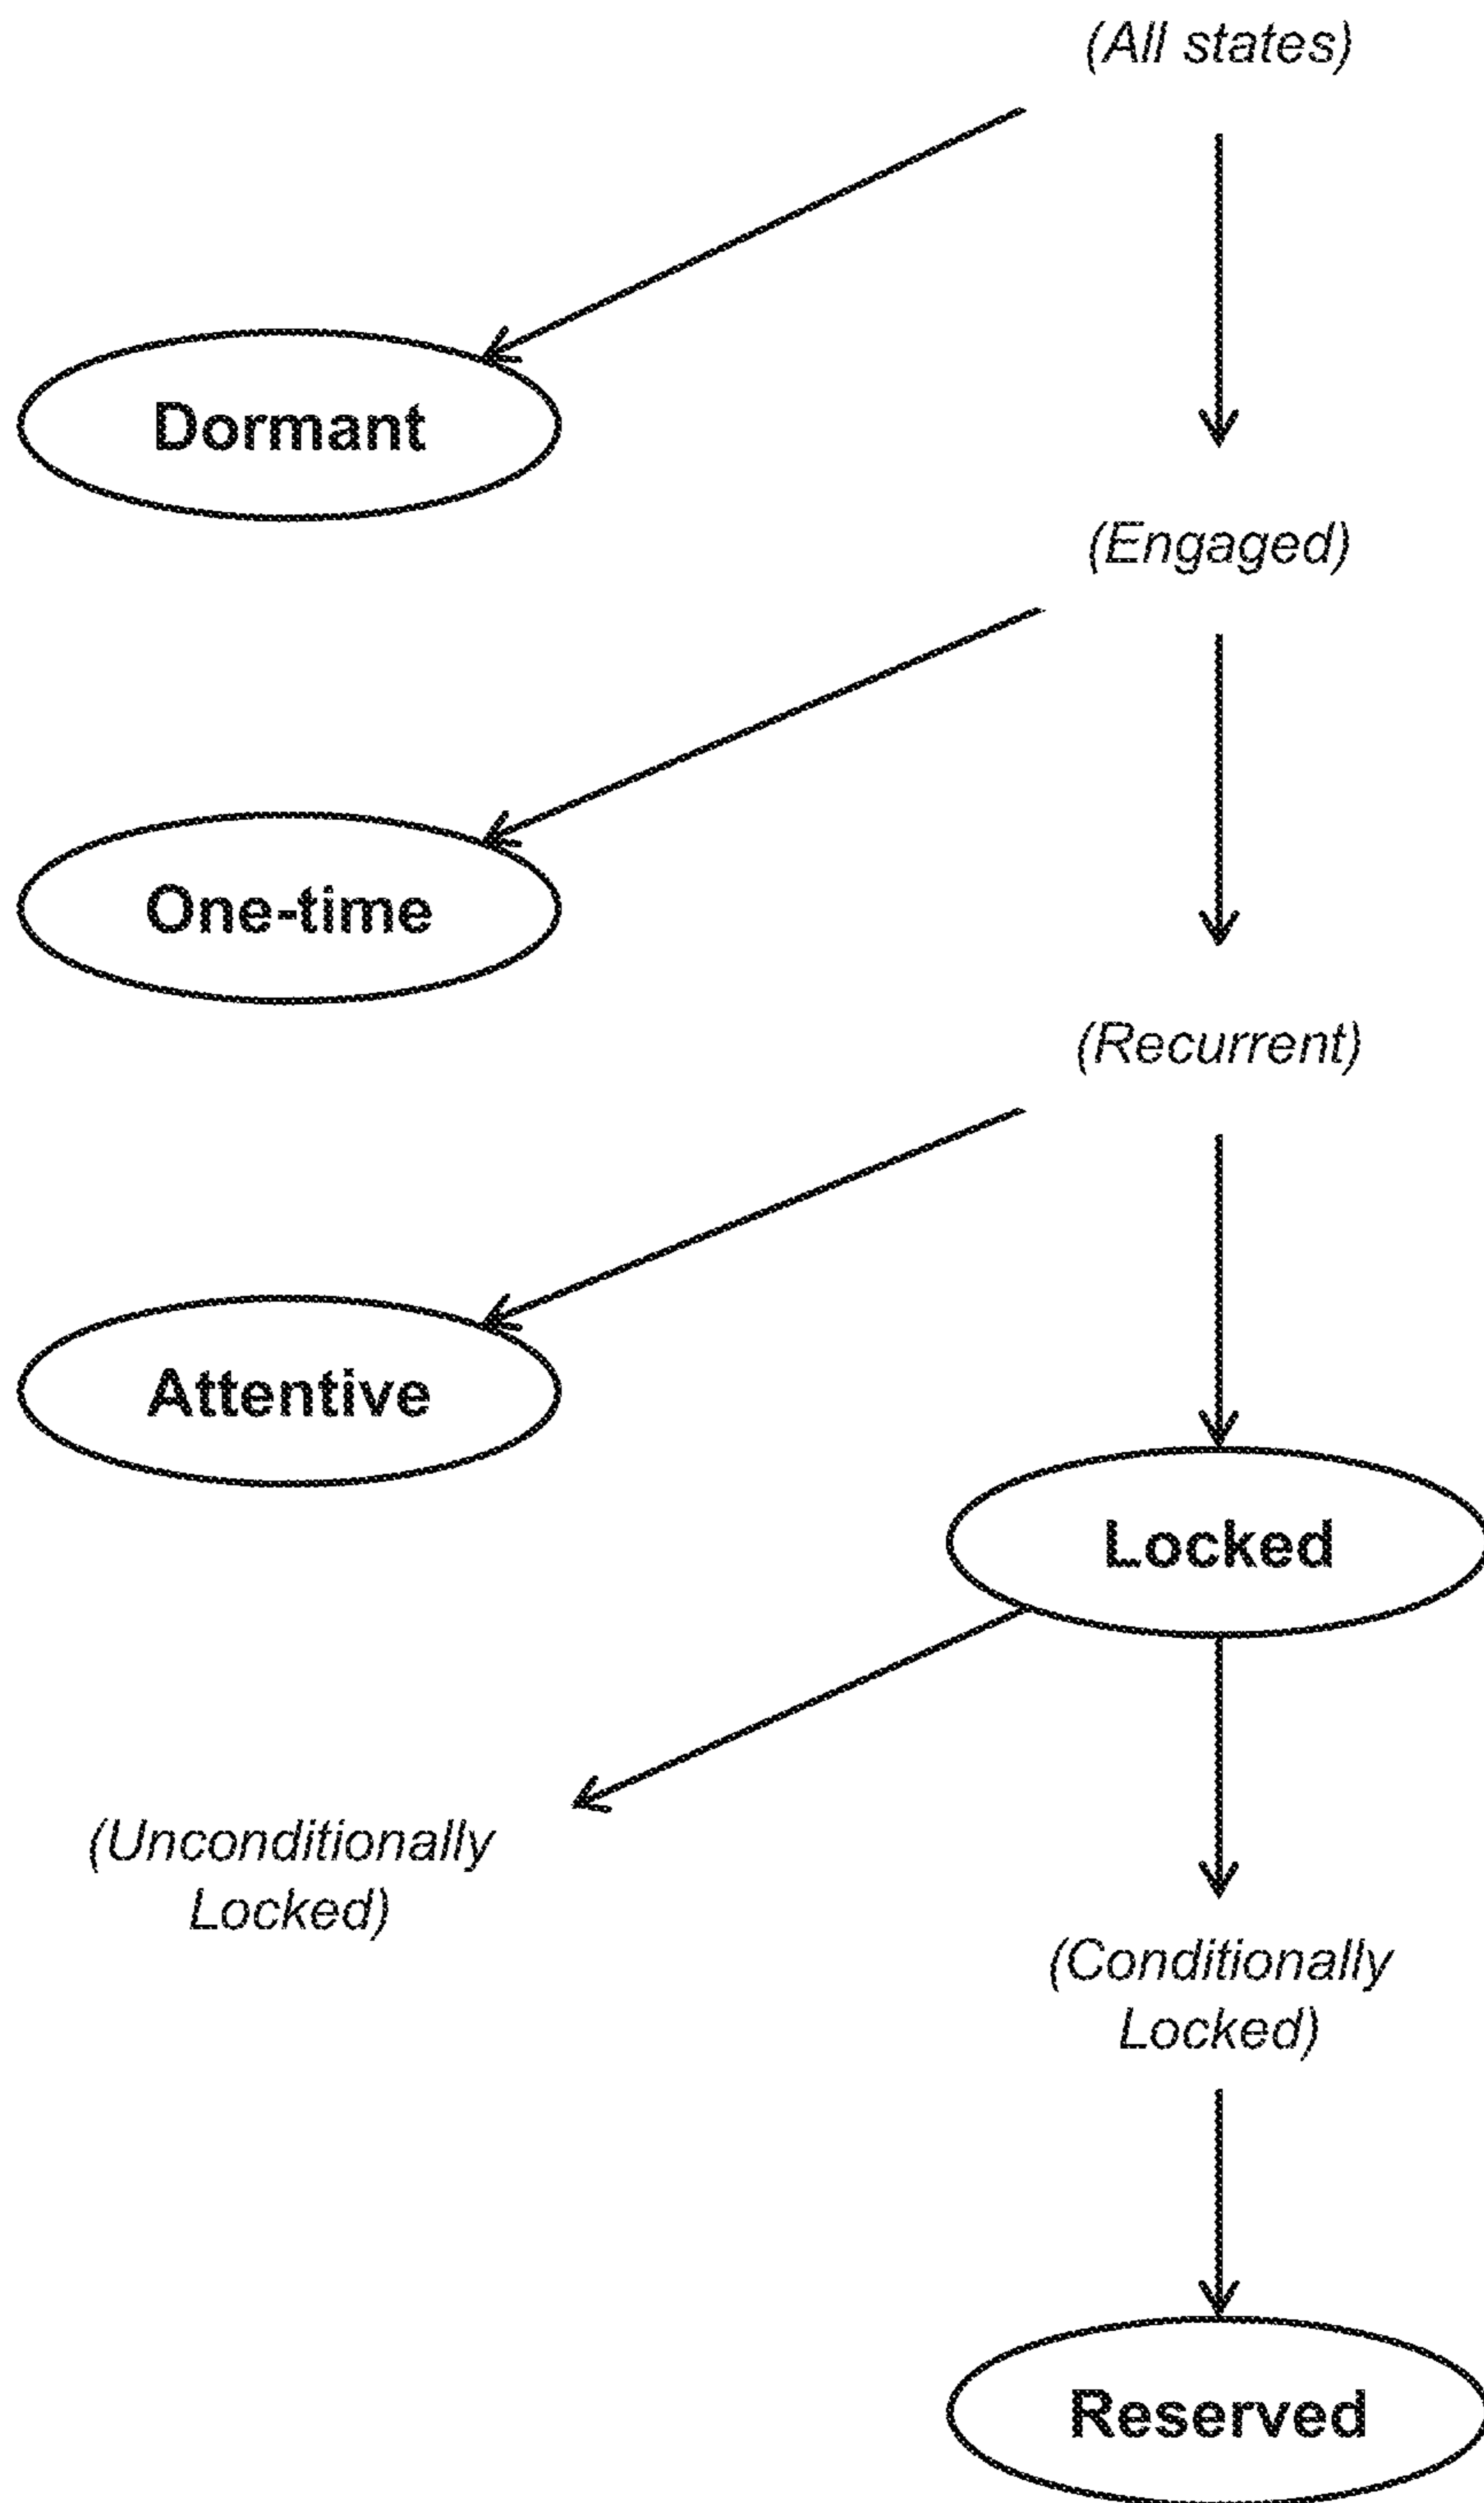 (All states)
Dormant
(Engaged)
One-time
(Recurrent)
Attentive
Locked
(Unconditionally
Locked)
(Conditionally
Locked)
Reserved